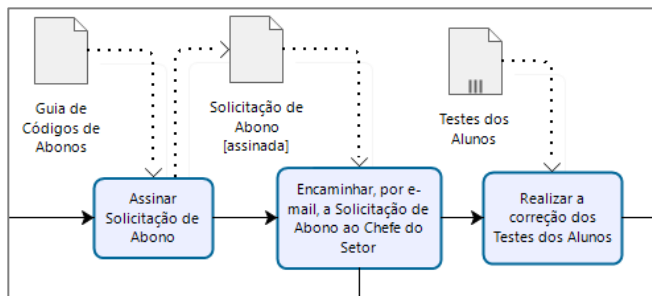 Guia de
Códigos de
Abonos
Solicitação de
Abono
[assinada]
Testes dos
Alunos
Assinar
Solicitação de
Abono
Encaminhar, por e-
mail, a Solicitação de
Abono ao Chefe do
Setor
Realizar a
correção dos
Testes dos Alunos